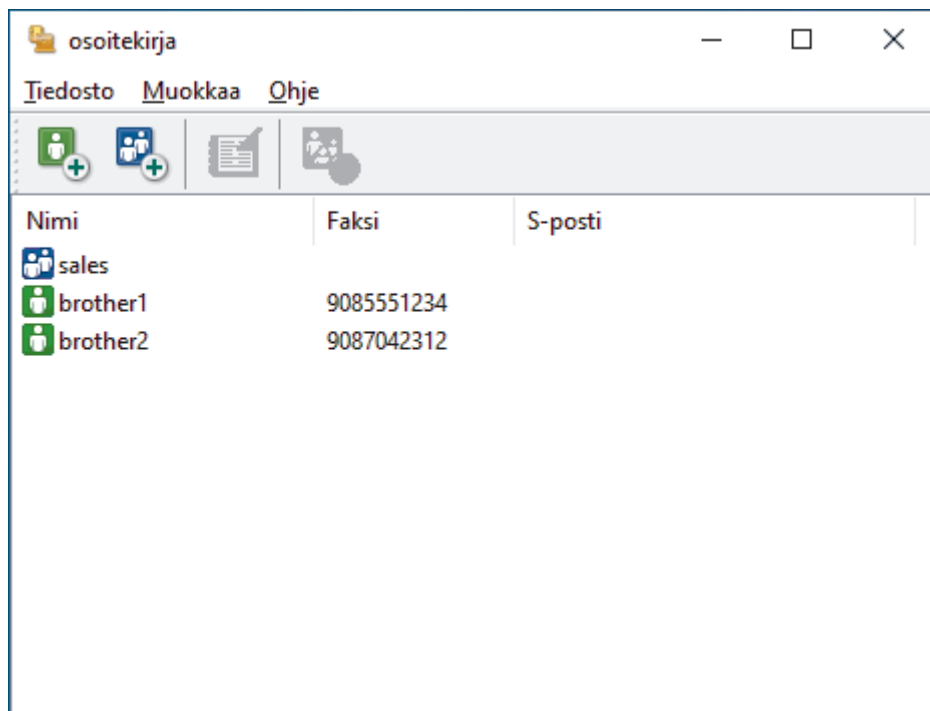 osoitekirja
Tiedosto Muokkaa Ohje
Nimi Faksi S-posti
sales
brother1 9085551234
brother2 9087042312